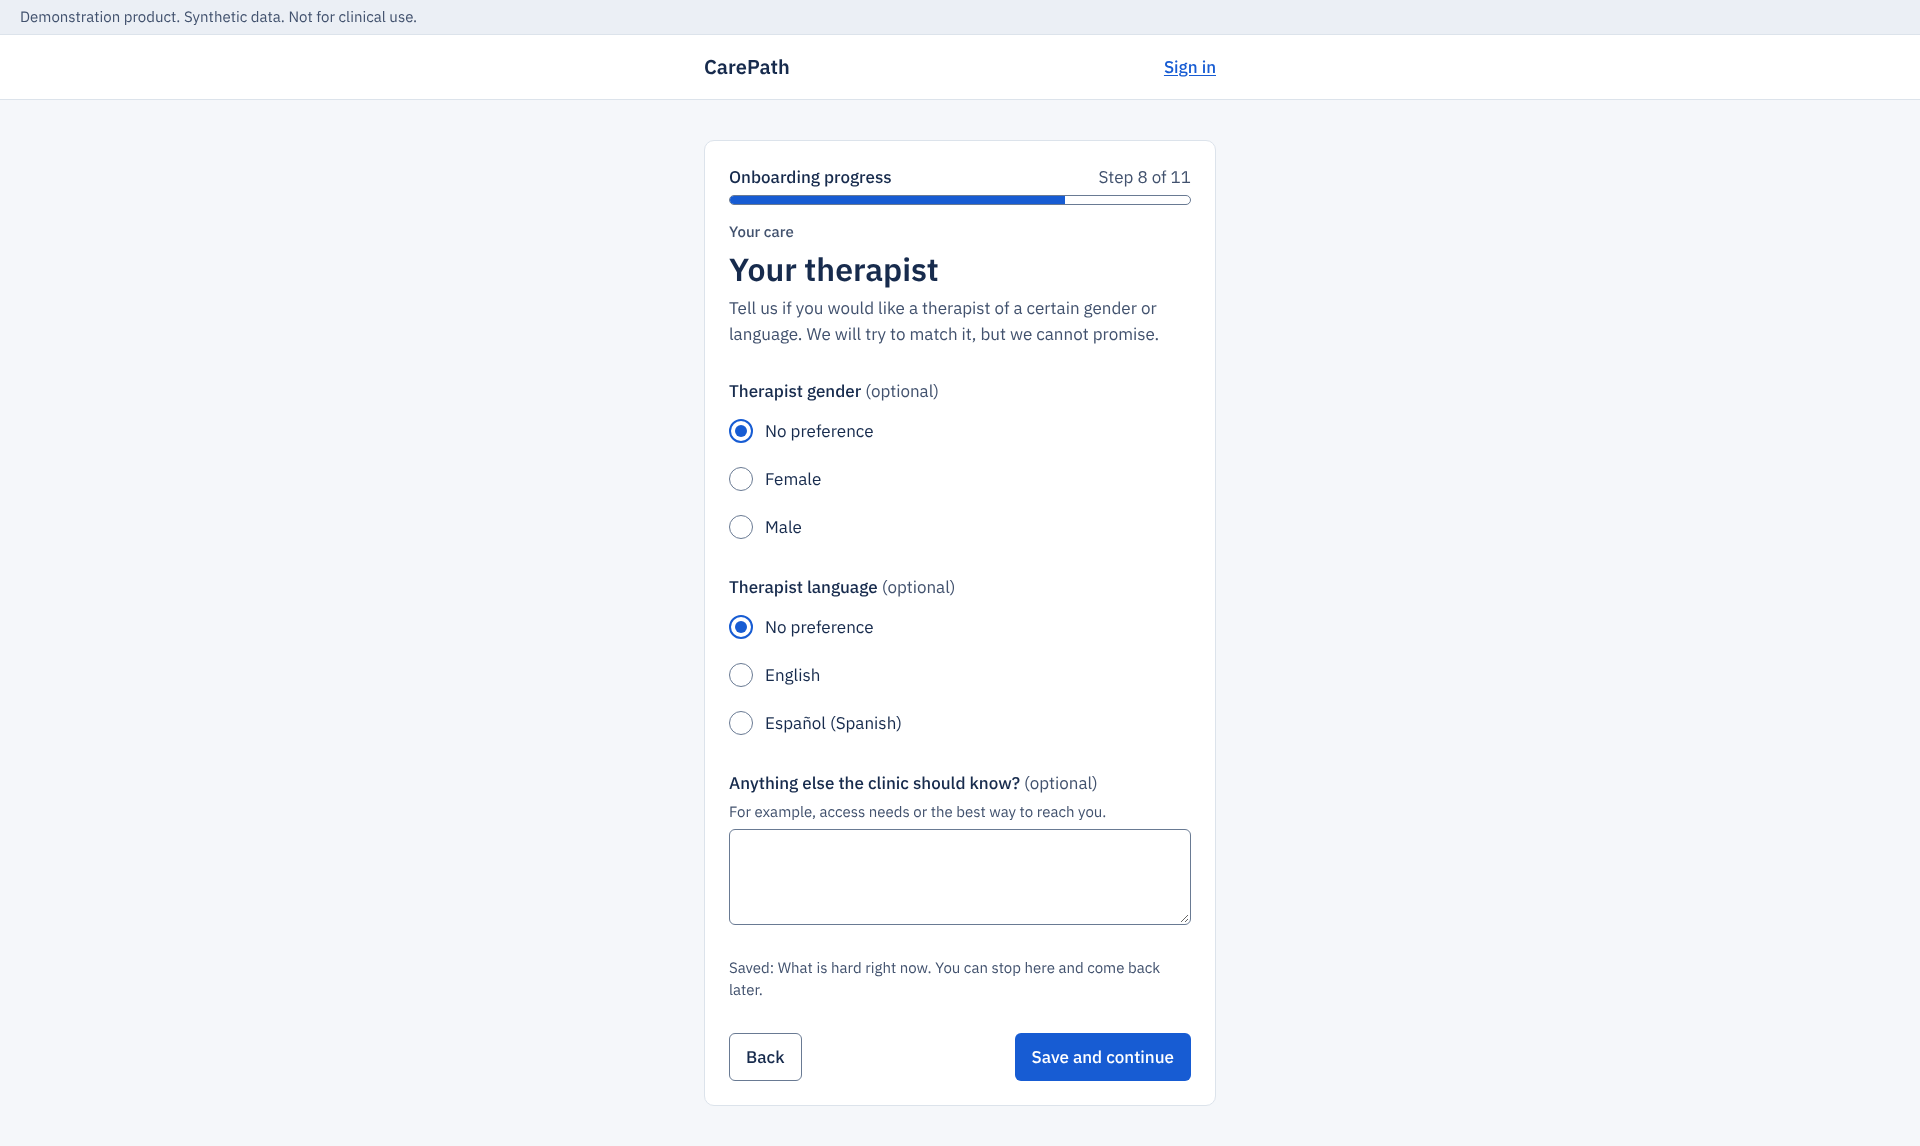 Demonstration product. Synthetic data. Not for clinical use.
CarePath
Sign in
Onboarding progress
Step 8 of 11
Your care
Your therapist
Tell us if you would like a therapist of a certain gender or
language. We will try to match it, but we cannot promise.
Therapist gender (optional)
No preference
Female
Male
Therapist language (optional)
No preference
English
Español (Spanish)
Anything else the clinic should know? (optional)
For example, access needs or the best way to reach you.
Saved: What is hard right now. You can stop here and come back
later.
Back
Save and continue